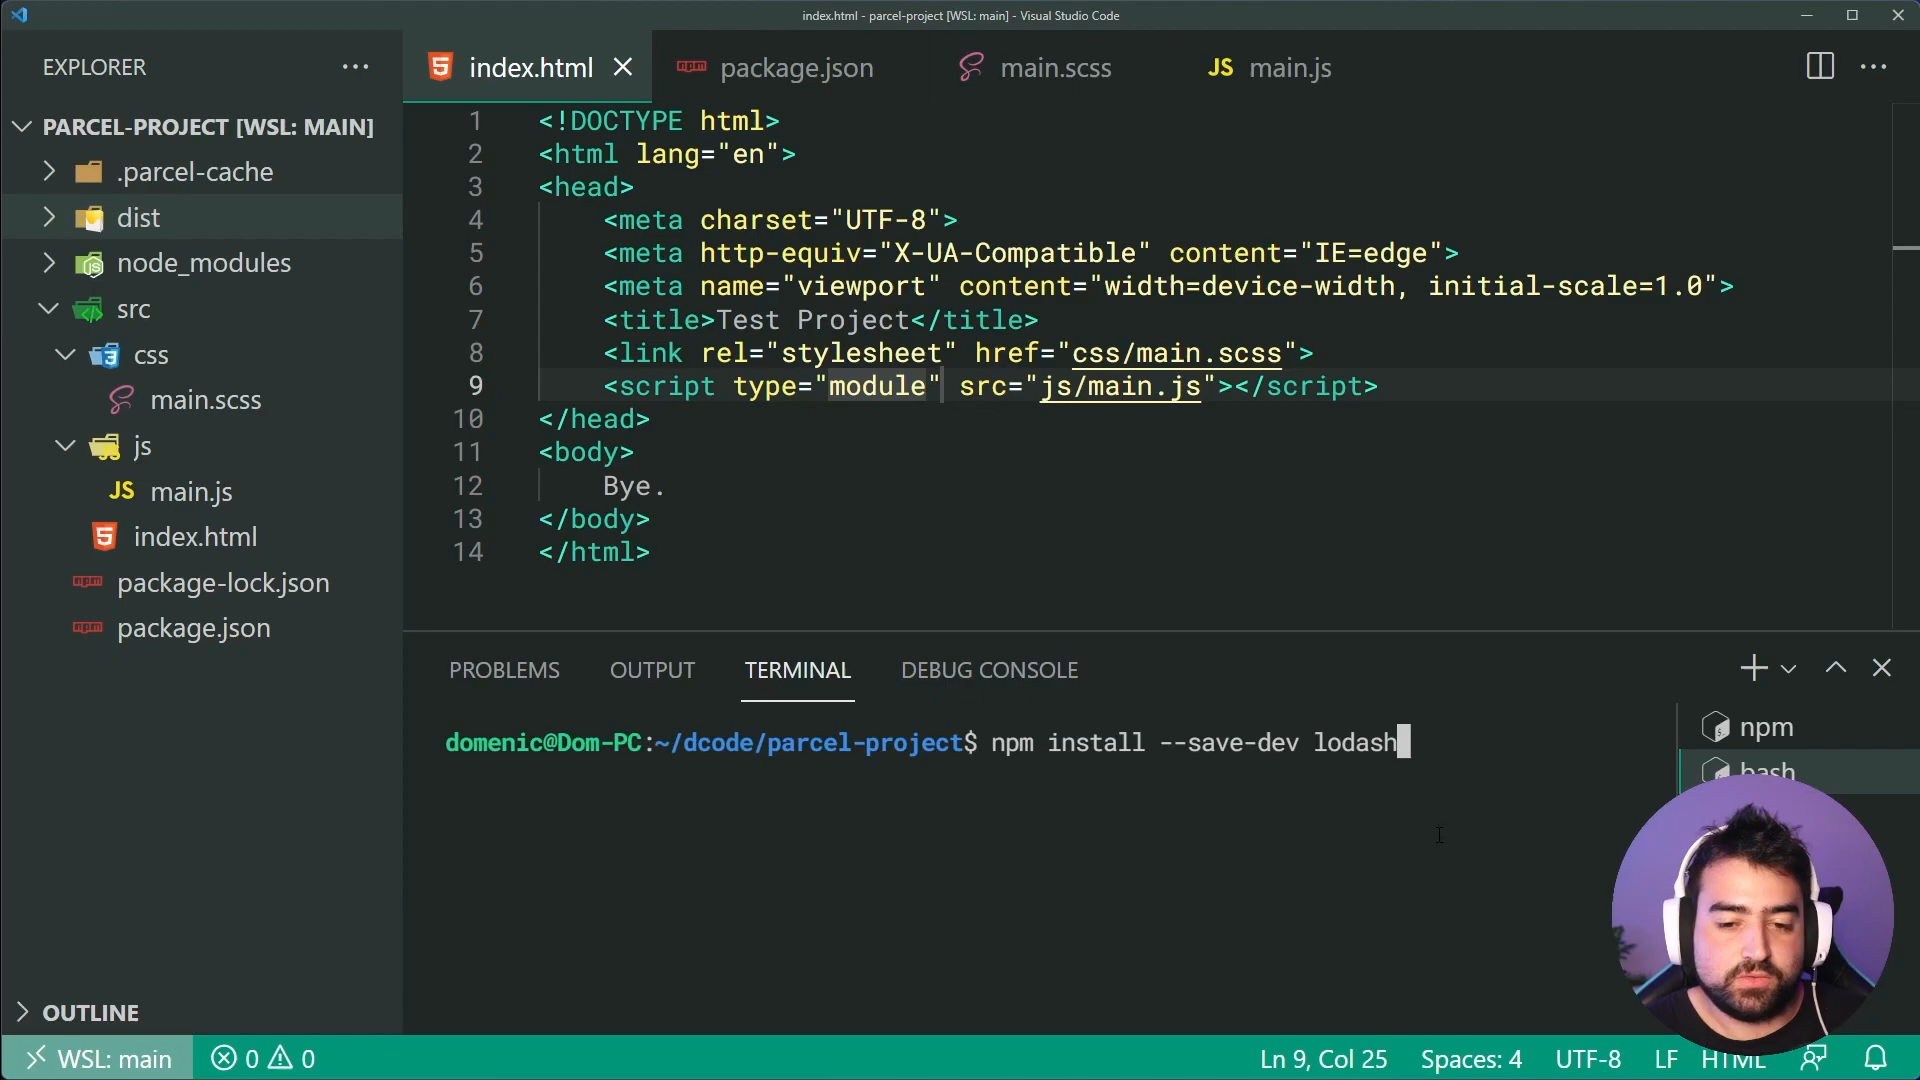 index.html - parcel-project [WSL: main] - Visual Studio Code
EXPLORER
index.html
package.json
main.scss
JS main.js
PARCEL-PROJECT [WSL: MAIN]
.parcel-cache
dist
node_modules
src
css
main.scss
js
JS main.js
index.html
package-lock.json
package.json
OUTLINE
1 <!DOCTYPE html>
2 <html lang="en">
3 <head>
4 <meta charset="UTF-8">
5 <meta http-equiv="X-UA-Compatible" content="IE=edge">
6 <meta name="viewport" content="width=device-width, initial-scale=1.0">
7 <title>Test Project</title>
8 <link rel="stylesheet" href="css/main.scss">
9 <script type="module" src="js/main.js"></script>
10 </head>
11 <body>
12 Bye.
13 </body>
14 </html>
PROBLEMS OUTPUT TERMINAL DEBUG CONSOLE
domenic@Dom-PC:~/dcode/parcel-project$ npm install --save-dev lodash
npm
bash
WSL: main 0 0 Ln 9, Col 25 Spaces: 4 UTF-8 LF HTML